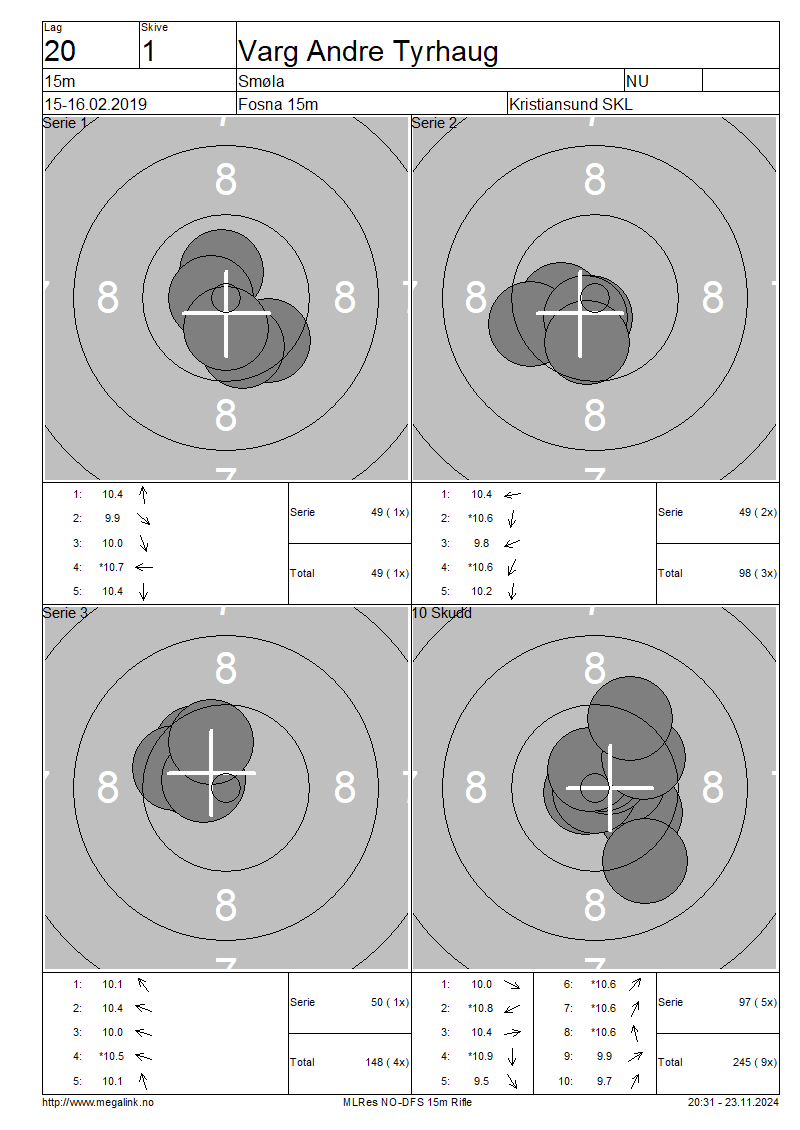 Lag Skive
20 1 Varg Andre Tyrhaug
15m Smøla NU
15-16.02.2019 Fosna 15m Kristiansund SKL
Serie 1
7
8
7 8 8
8
7
Serie 2
7
8
8 8 7
8
7
1: 10.4
2: 9.9
3: 10.0
4: *10.7
5: 10.4
Serie 49 ( 1x)
Total 49 ( 1x)
1: 10.4
2: *10.6
3: 9.8
4: *10.6
5: 10.2
Serie 49 ( 2x)
Total 98 ( 3x)
Serie 3
7
8
7 8 8
8
7
10 Skudd
7
8
8 8 7
8
7
1: 10.1
2: 10.4
3: 10.0
4: *10.5
5: 10.1
Serie 50 ( 1x)
Total 148 ( 4x)
1: 10.0
2: *10.8
3: 10.4
4: *10.9
5: 9.5
6: *10.6
7: *10.6
8: *10.6
9: 9.9
10: 9.7
Serie 97 ( 5x)
Total 245 ( 9x)
http://www.megalink.no MLRes NO-DFS 15m Rifle 20:31 - 23.11.2024